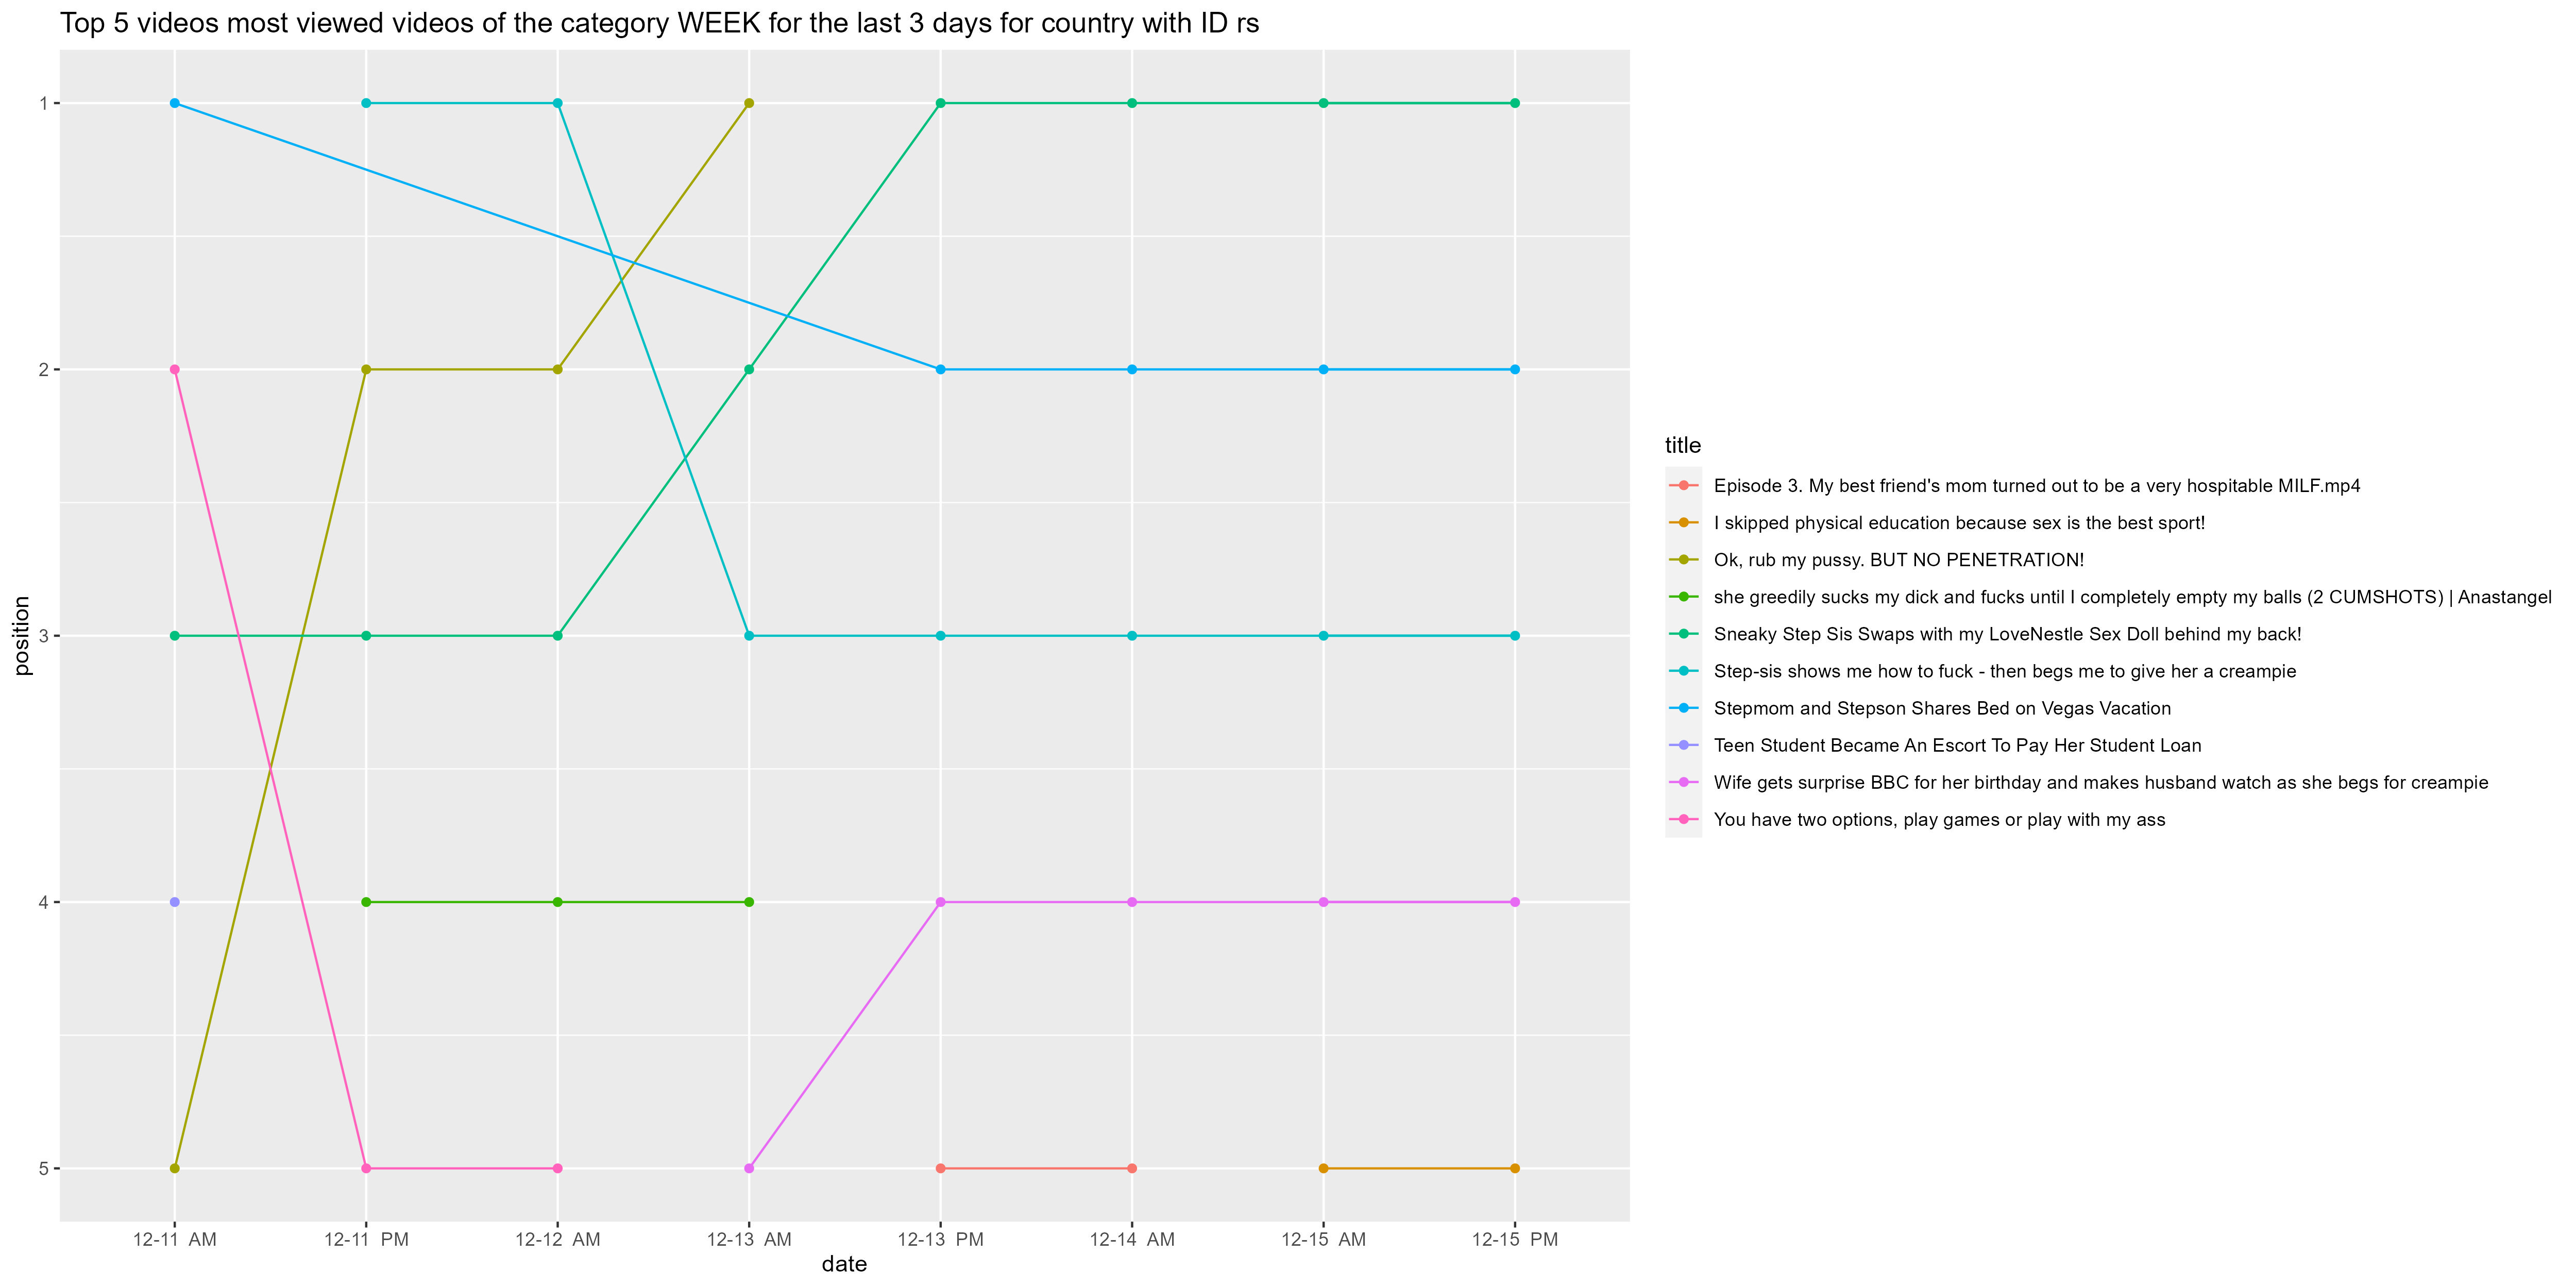 Top 5 videos most viewed videos of the category WEEK for the last 3 days for country with ID rs
1
2
3
4
5
position
12-11 AM
12-11 PM
12-12 AM
12-13 AM
12-13 PM
12-14 AM
12-15 AM
12-15 PM
date
title
Episode 3. My best friend's mom turned out to be a very hospitable MILF.mp4
I skipped physical education because sex is the best sport!
Ok, rub my pussy. BUT NO PENETRATION!
she greedily sucks my dick and fucks until I completely empty my balls (2 CUMSHOTS) | Anastangel
Sneaky Step Sis Swaps with my LoveNestle Sex Doll behind my back!
Step-sis shows me how to fuck - then begs me to give her a creampie
Stepmom and Stepson Shares Bed on Vegas Vacation
Teen Student Became An Escort To Pay Her Student Loan
Wife gets surprise BBC for her birthday and makes husband watch as she begs for creampie
You have two options, play games or play with my ass